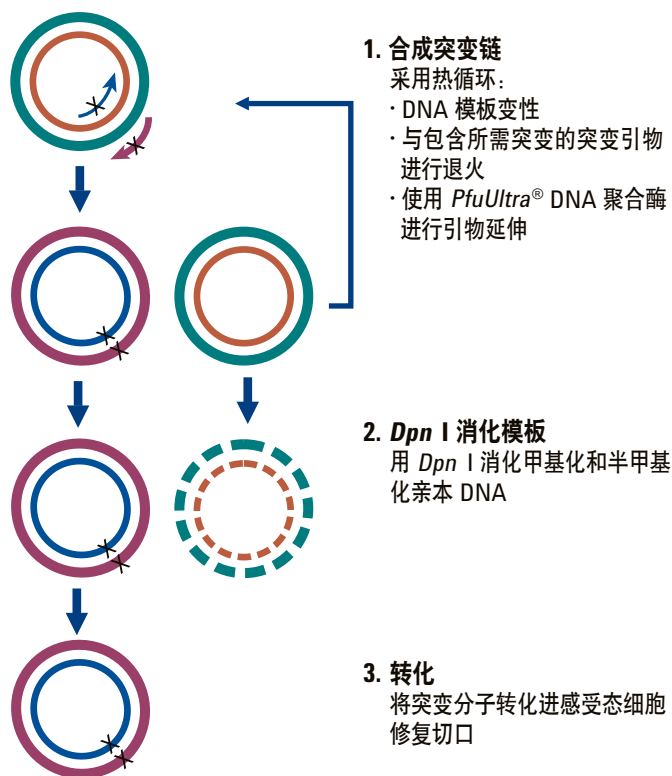 1. 合成突变链
采用热循环：
· DNA 模板变性
· 与包含所需突变的突变引物
进行退火
· 使用 PfuUltra® DNA 聚合酶
进行引物延伸
2. Dpn I 消化模板
用 Dpn I 消化甲基化和半甲基
化亲本 DNA
3. 转化
将突变分子转化进感受态细胞
修复切口